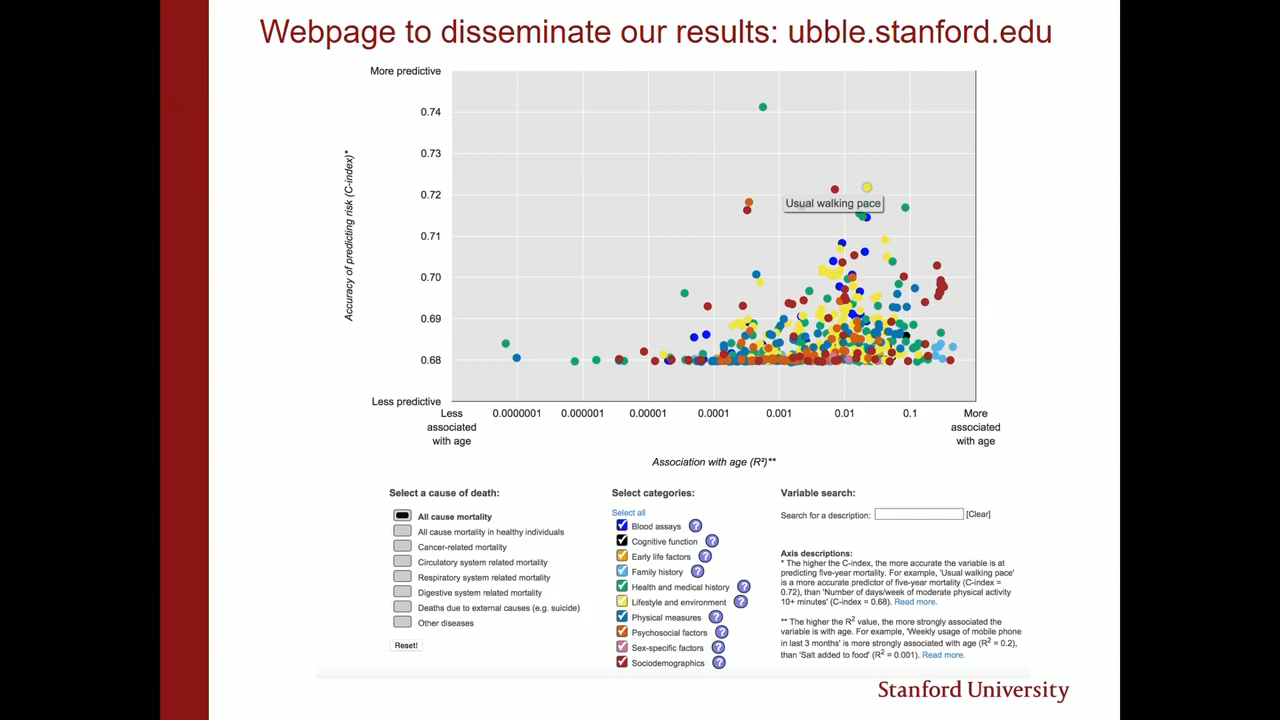 Webpage to disseminate our results: ubble.stanford.edu
More predictive
0.74
0.73
0.72
0.71
0.70
0.69
0.68
Less predictive
Accuracy of predicting risk (C-index)*
Usual walking pace
Less associated with age
0.0000001
0.000001
0.00001
0.0001
0.001
0.01
0.1
More associated with age
Association with age (R²)**
Select a cause of death:
All cause mortality
All cause mortality in healthy individuals
Cancer-related mortality
Circulatory system related mortality
Respiratory system related mortality
Digestive system related mortality
Deaths due to external causes (e.g. suicide)
Other diseases
Reset!
Select categories:
Select all
Blood assays ?
Cognitive function ?
Early life factors ?
Family history ?
Health and medical history ?
Lifestyle and environment ?
Physical measures ?
Psychosocial factors ?
Sex-specific factors ?
Sociodemographics ?
Variable search:
Search for a description: [Clear]
Axis descriptions:
* The higher the C-index, the more accurate the variable is at
predicting five-year mortality. For example, 'Usual walking pace'
is a more accurate predictor of five-year mortality (C-index =
0.72), than 'Number of days/week of moderate physical activity
10+ minutes' (C-index = 0.68). Read more.
** The higher the R² value, the more strongly associated the
variable is with age. For example, 'Weekly usage of mobile phone
in last 3 months' is more strongly associated with age (R² = 0.2),
than 'Salt added to food' (R² = 0.001). Read more.
Stanford University